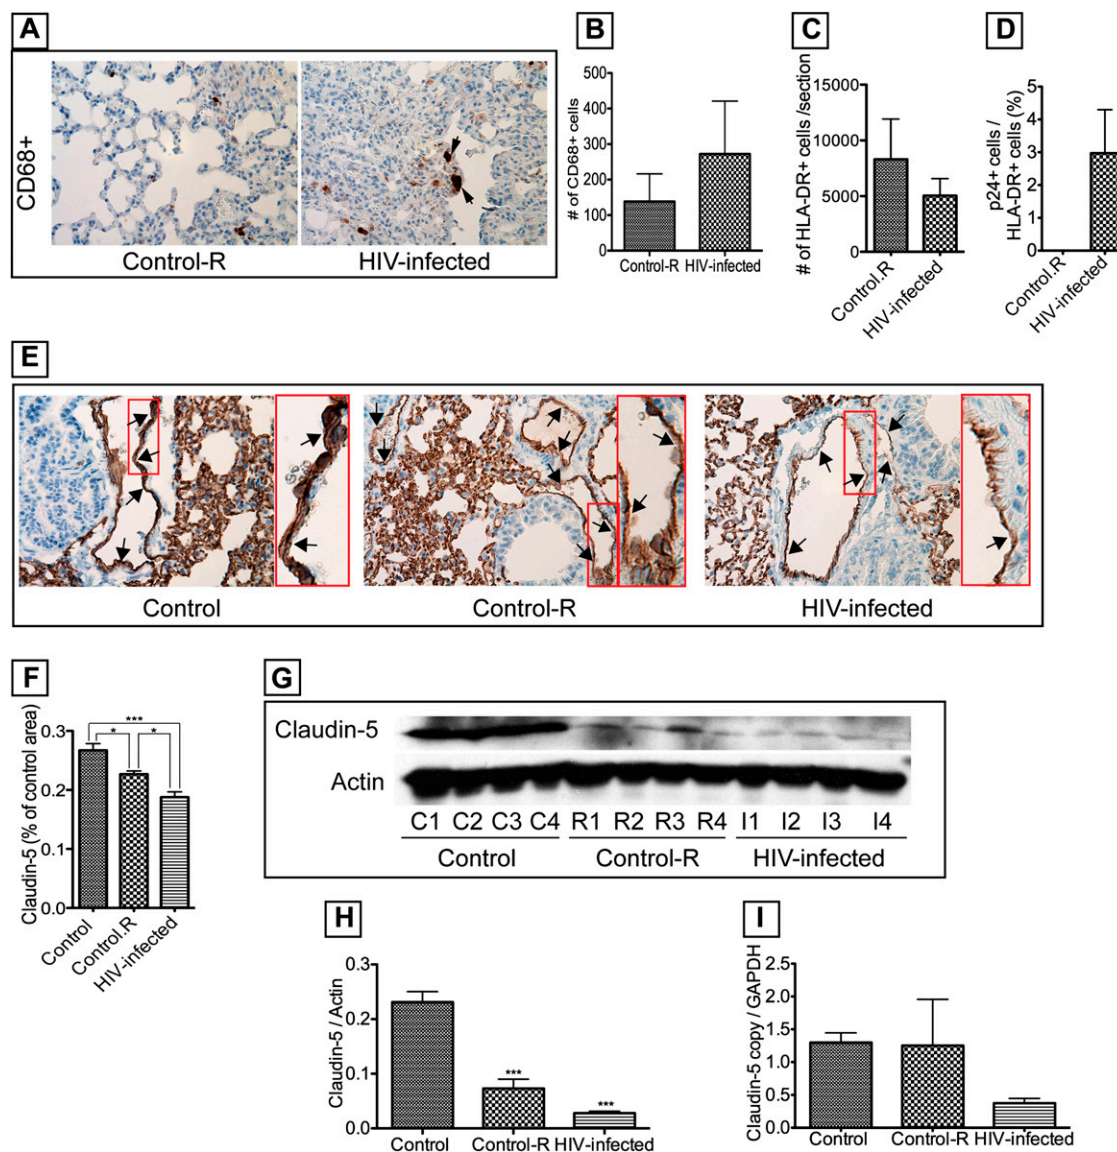 A
CD68+
Control-R
HIV-infected
B
# of CD68+ cells
500
400
300
200
100
0
Control-R
HIV-infected
C
# of HLA-DR+ cells /section
15000
10000
5000
0
Control.R
HIV-infected
D
p24+ cells /
HLA-DR+ cells (%)
5
4
3
2
1
0
Control.R
HIV-infected
E
Control
Control-R
HIV-infected
F
Claudin-5 (% of control area)
0.3
0.2
0.1
0.0
***
*
*
Control
Control.R
HIV-infected
G
Claudin-5
Actin
C1 C2 C3 C4 R1 R2 R3 R4 I1 I2 I3 I4
Control
Control-R
HIV-infected
H
Claudin-5 / Actin
0.3
0.2
0.1
0.0
***
***
Control
Control-R
HIV-infected
I
Claudin-5 copy / GAPDH
2.5
2.0
1.5
1.0
0.5
0.0
Control
Control-R
HIV-infected